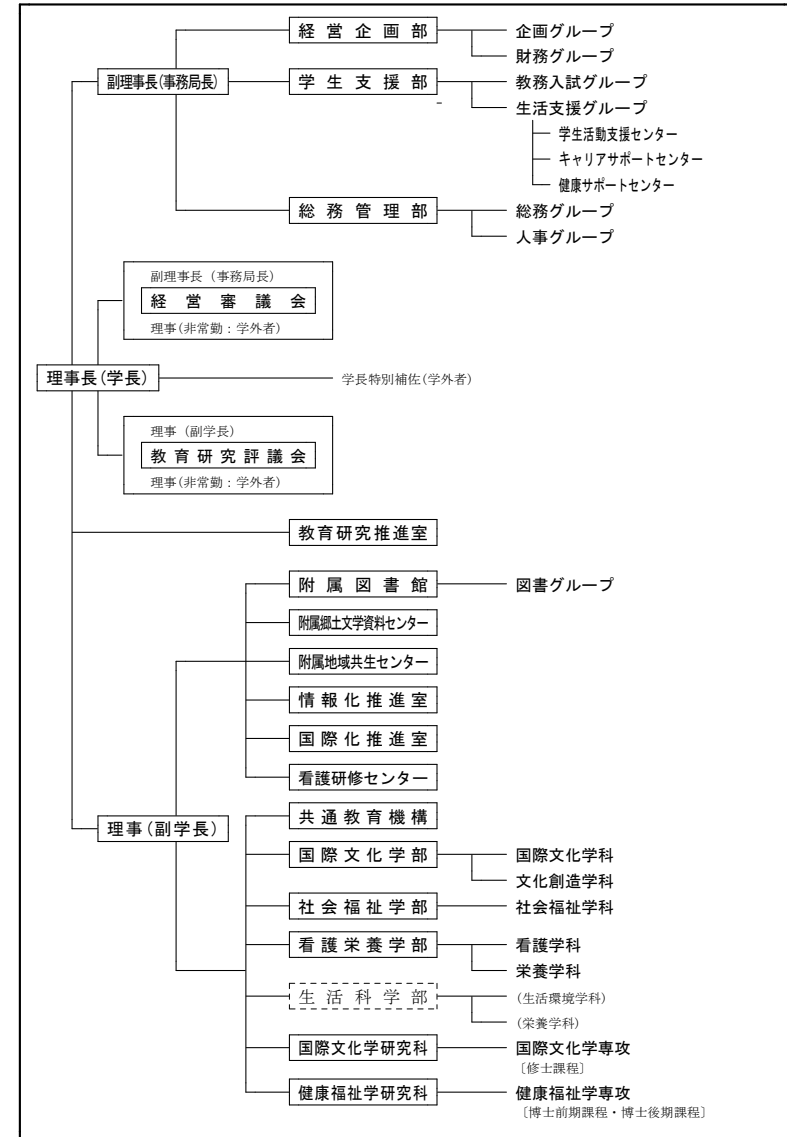 経営企画部
企画グループ
財務グループ
副理事長(事務局長)
学生支援部
教務入試グループ
生活支援グループ
学生活動支援センター
キャリアサポートセンター
健康サポートセンター
総務管理部
総務グループ
人事グループ
副理事長（事務局長）
経営審議会
理事(非常勤：学外者)
理事長(学長)
学長特別補佐(学外者)
理事（副学長）
教育研究評議会
理事(非常勤：学外者)
教育研究推進室
附属図書館
図書グループ
附属郷土文学資料センター
附属地域共生センター
情報化推進室
国際化推進室
看護研修センター
理事(副学長)
共通教育機構
国際文化学部
国際文化学科
文化創造学科
社会福祉学部
社会福祉学科
看護栄養学部
看護学科
栄養学科
生活科学部
(生活環境学科)
(栄養学科)
国際文化学研究科
国際文化学専攻
〔修士課程〕
健康福祉学研究科
健康福祉学専攻
〔博士前期課程・博士後期課程〕